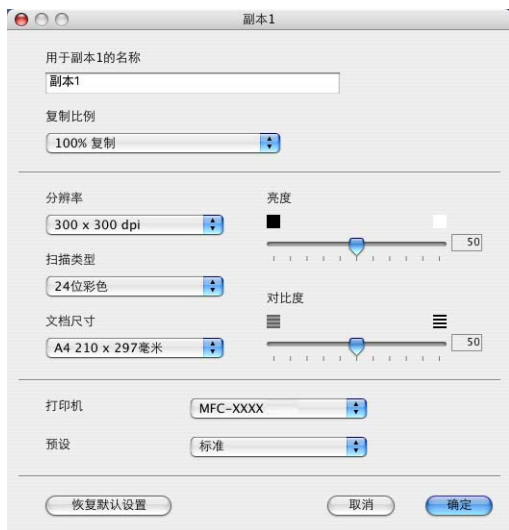 副本1
用于副本1的名称
副本1
复制比例
100% 复制
分辨率
300 x 300 dpi
扫描类型
24位彩色
文档尺寸
A4 210 x 297毫米
亮度
50
对比度
50
打印机
MFC-XXXX
预设
标准
恢复默认设置
取消
确定